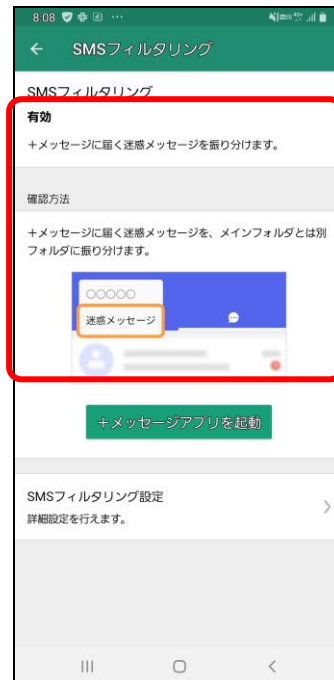 8:08
SMSフィルタリング
SMSフィルタリング
有効
+メッセージに届く迷惑メッセージを振り分けます。
確認方法
+メッセージに届く迷惑メッセージを、メインフォルダとは別
フォルダに振り分けます。
○○○○○
迷惑メッセージ
+メッセージアプリを起動
SMSフィルタリング設定
詳細設定を行えます。